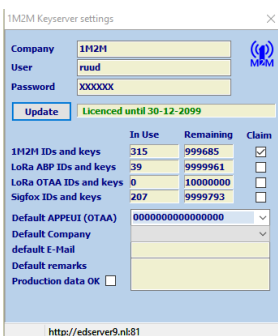 1M2M Keyserver settings
Company 1M2M
User ruud
M2M
Password XXXXXX
Update Licenced until 30-12-2099
In Use Remaining Claim
1M2M IDs and keys 315 999685
LoRa ABP IDs and keys 39 9999961
LoRa OTAA IDs and keys 0 10000000
Sigfox IDs and keys 207 9999793
Default APPEUI (OTAA) 0000000000000000
Default Company
default E-Mail
Default remarks
Production data OK
http://edserver9.nl:81